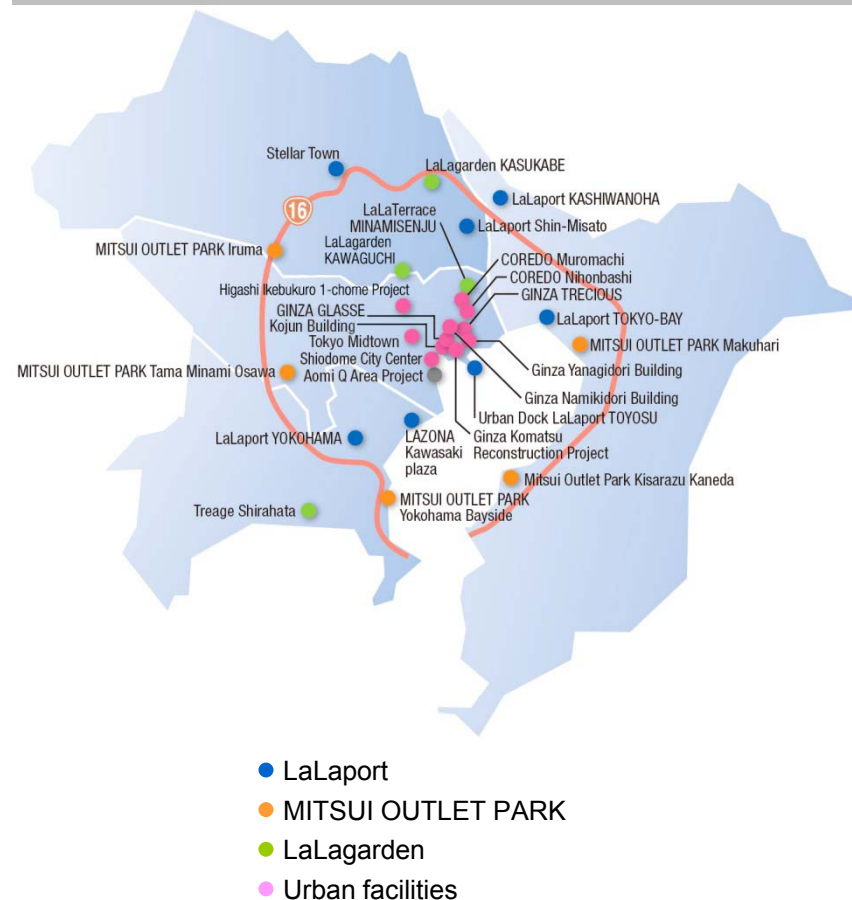 Stellar Town
LaLagarden KASUKABE
16
LaLaport KASHIWANOHA
LaLaTerrace
MINAMISENJU
LaLaport Shin-Misato
MITSUI OUTLET PARK Iruma
LaLagarden
KAWAGUCHI
COREDO Muromachi
COREDO Nihonbashi
Higashi Ikebukuro 1-chome Project
GINZA TRECIOUS
GINZA GLASSE
Kojun Building
LaLaport TOKYO-BAY
Tokyo Midtown
MITSUI OUTLET PARK Makuhari
Shiodome City Center
Ginza Yanagidori Building
MITSUI OUTLET PARK Tama Minami Osawa
Aomi Q Area Project
Ginza Namikidori Building
Urban Dock LaLaport TOYOSU
LaLaport YOKOHAMA
LAZONA
Kawasaki
plaza
Ginza Komatsu
Reconstruction Project
Mitsui Outlet Park Kisarazu Kaneda
MITSUI OUTLET PARK
Yokohama Bayside
Treage Shirahata
LaLaport
MITSUI OUTLET PARK
LaLagarden
Urban facilities